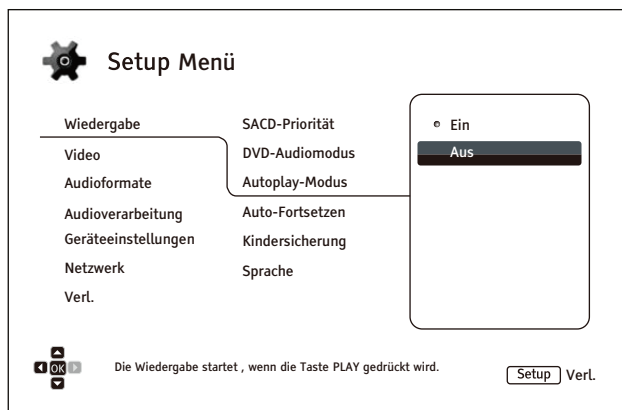 Setup Menü
Wiedergabe
Video
Audioformate
Audioverarbeitung
Geräteeinstellungen
Netzwerk
Verl.
SACD-Priorität
DVD-Audiomodus
Autoplay-Modus
Auto-Fortsetzen
Kindersicherung
Sprache
Ein
Aus
OK
Die Wiedergabe startet , wenn die Taste PLAY gedrückt wird.
Setup Verl.